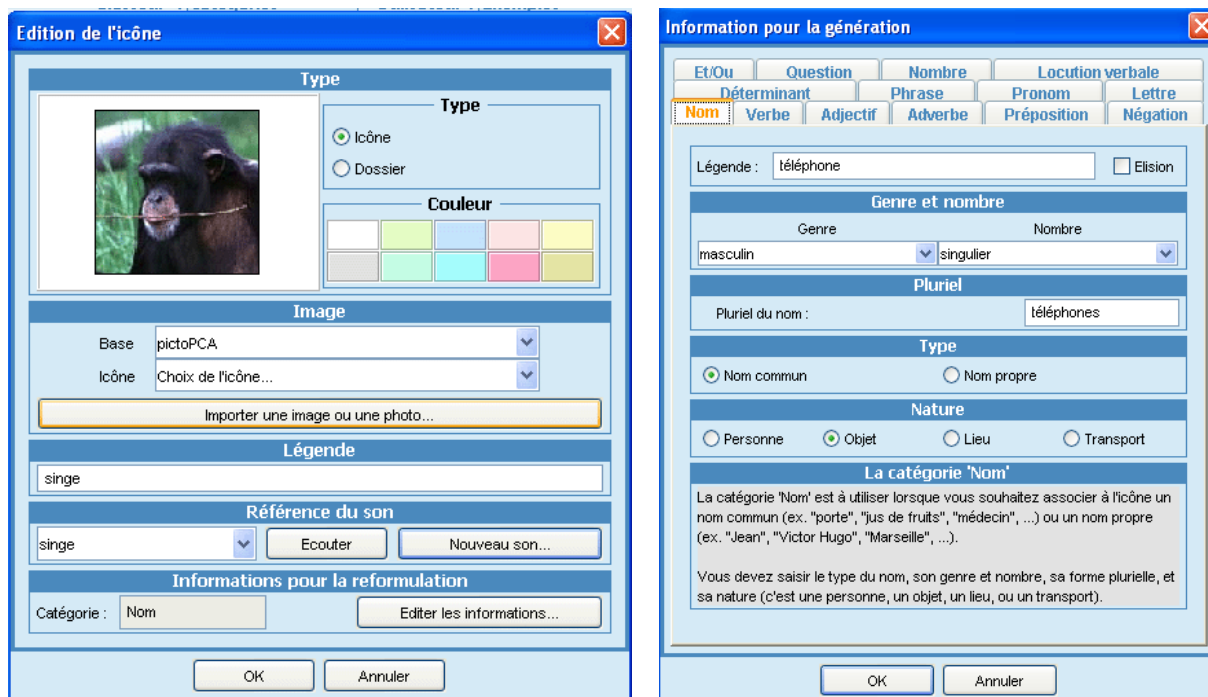 Edition de l'icône
Type
Type
Icône
Dossier
Couleur
Image
Base pictoPCA
Icône Choix de l'icône...
Importer une image ou une photo...
Légende
singe
Référence du son
singe Ecouter Nouveau son...
Informations pour la reformulation
Catégorie : Nom Editer les informations...
OK Annuler
Information pour la génération
Et/Ou Question Nombre Locution verbale
Déterminant Phrase Pronom Lettre
Nom Verbe Adjectif Adverbe Préposition Négation
Légende : téléphone Elision
Genre et nombre
Genre Nombre
masculin singulier
Pluriel
Pluriel du nom : téléphones
Type
Nom commun Nom propre
Nature
Personne Objet Lieu Transport
La catégorie 'Nom'
La catégorie 'Nom' est à utiliser lorsque vous souhaitez associer à l'icône un
nom commun (ex. "porte", "jus de fruits", "médecin", ...) ou un nom propre
(ex. "Jean", "Victor Hugo", "Marseille", ...).
Vous devez saisir le type du nom, son genre et nombre, sa forme plurielle, et
sa nature (c'est une personne, un objet, un lieu, ou un transport).
OK Annuler